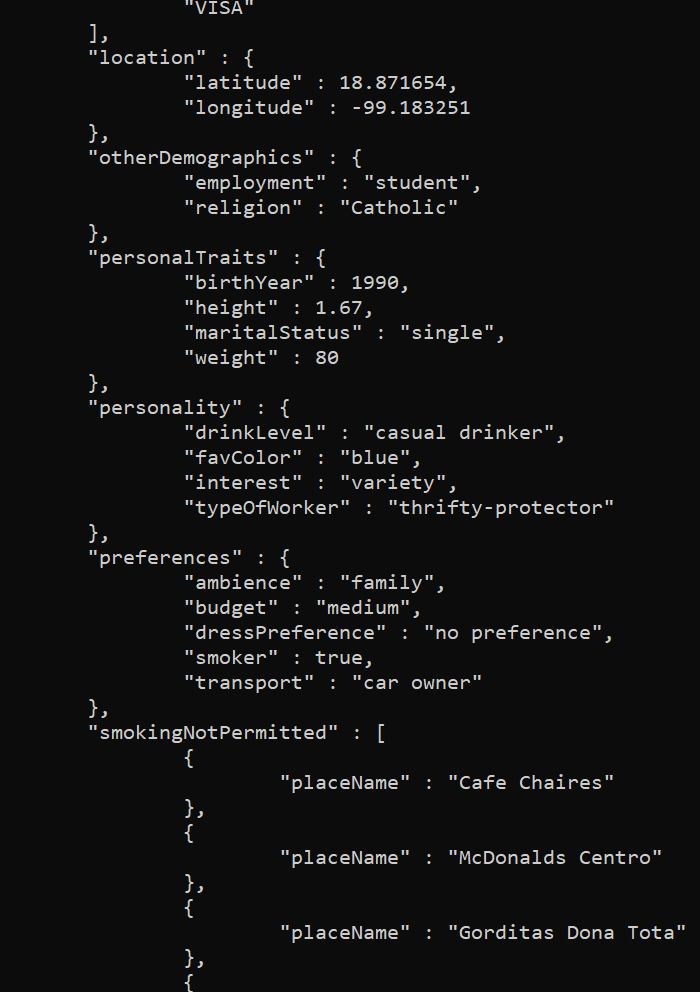 "VISA"
],
"location" : {
"latitude" : 18.871654,
"longitude" : -99.183251
},
"otherDemographics" : {
"employment" : "student",
"religion" : "Catholic"
},
"personalTraits" : {
"birthYear" : 1990,
"height" : 1.67,
"maritalStatus" : "single",
"weight" : 80
},
"personality" : {
"drinkLevel" : "casual drinker",
"favColor" : "blue",
"interest" : "variety",
"typeOfWorker" : "thrifty-protector"
},
"preferences" : {
"ambience" : "family",
"budget" : "medium",
"dressPreference" : "no preference",
"smoker" : true,
"transport" : "car owner"
},
"smokingNotPermitted" : [
{
"placeName" : "Cafe Chaires"
},
{
"placeName" : "McDonalds Centro"
},
{
"placeName" : "Gorditas Dona Tota"
},
{